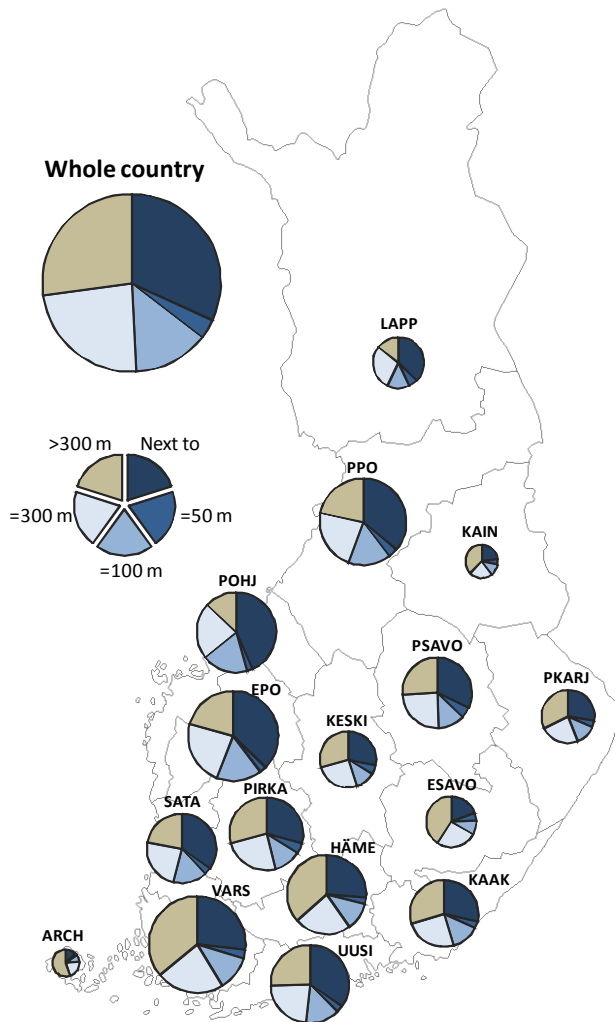 Whole country
LAPP
>300 m
Next to
=300 m
=50 m
=100 m
PPO
KAIN
POHJ
PSAVO
PKARJ
EPO
KESKI
ESAVO
SATA
PIRKA
HÄME
KAAK
VARS
ARCH
UUSI